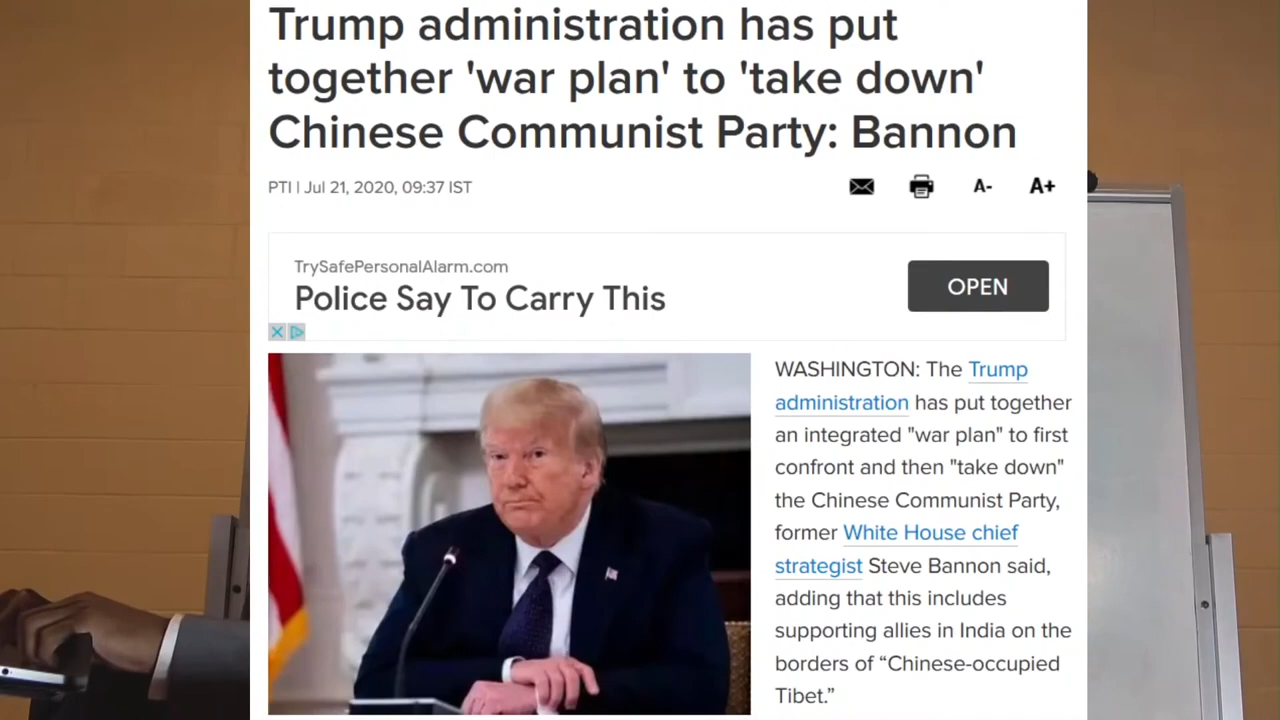 Trump administration has put
together 'war plan' to 'take down'
Chinese Communist Party: Bannon
PTI | Jul 21, 2020, 09:37 IST
A-
A+
TrySafePersonalAlarm.com
Police Say To Carry This
OPEN
WASHINGTON: The Trump
administration has put together
an integrated "war plan" to first
confront and then "take down"
the Chinese Communist Party,
former White House chief
strategist Steve Bannon said,
adding that this includes
supporting allies in India on the
borders of “Chinese-occupied
Tibet.”